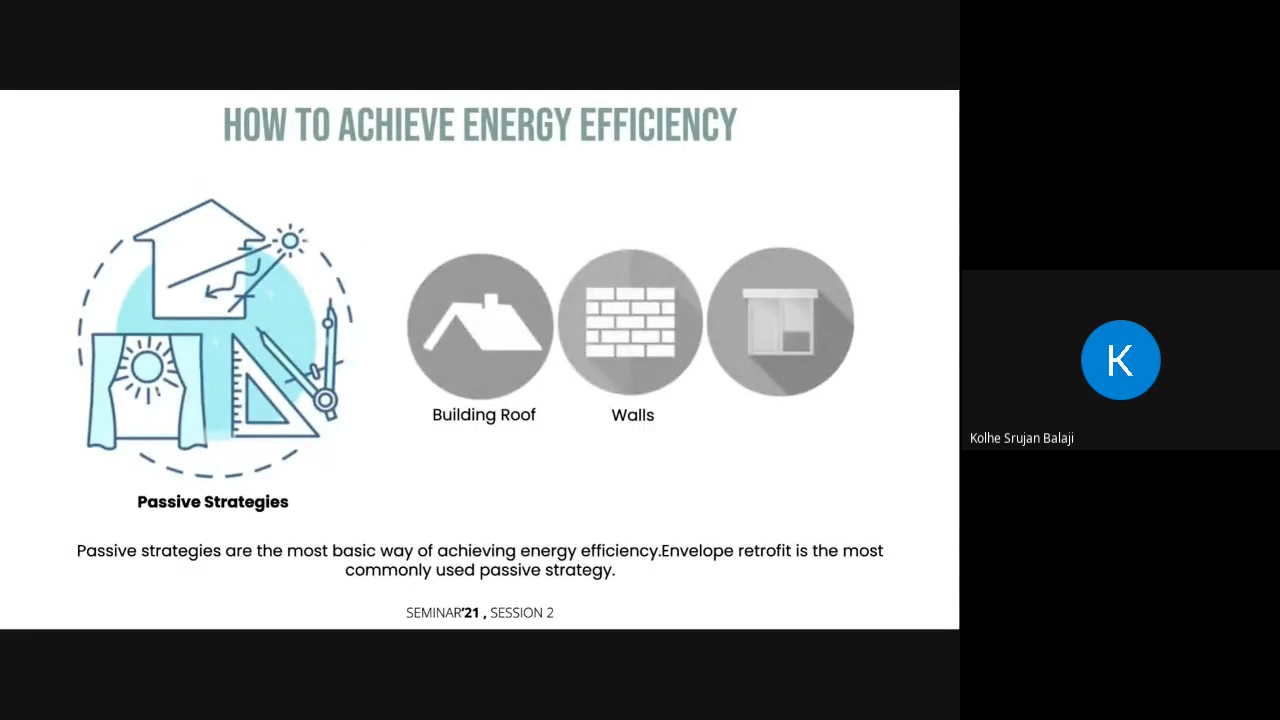 HOW TO ACHIEVE ENERGY EFFICIENCY
Building Roof
Walls
Passive Strategies
Passive strategies are the most basic way of achieving energy efficiency.Envelope retrofit is the most
commonly used passive strategy.
SEMINAR'21 , SESSION 2
K
Kolhe Srujan Balaji